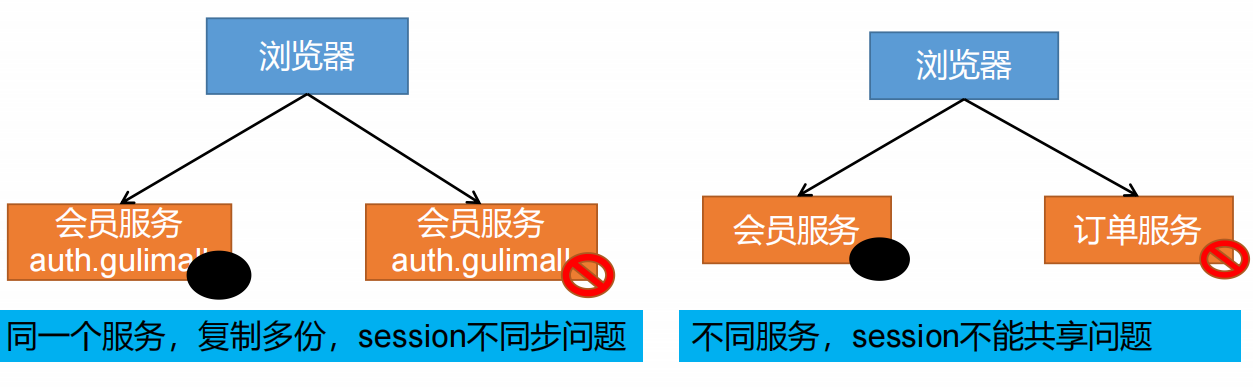 浏览器
浏览器
会员服务
auth.gulimall
会员服务
auth.gulimall
会员服务
订单服务
同一个服务，复制多份，session不同步问题
不同服务，session不能共享问题